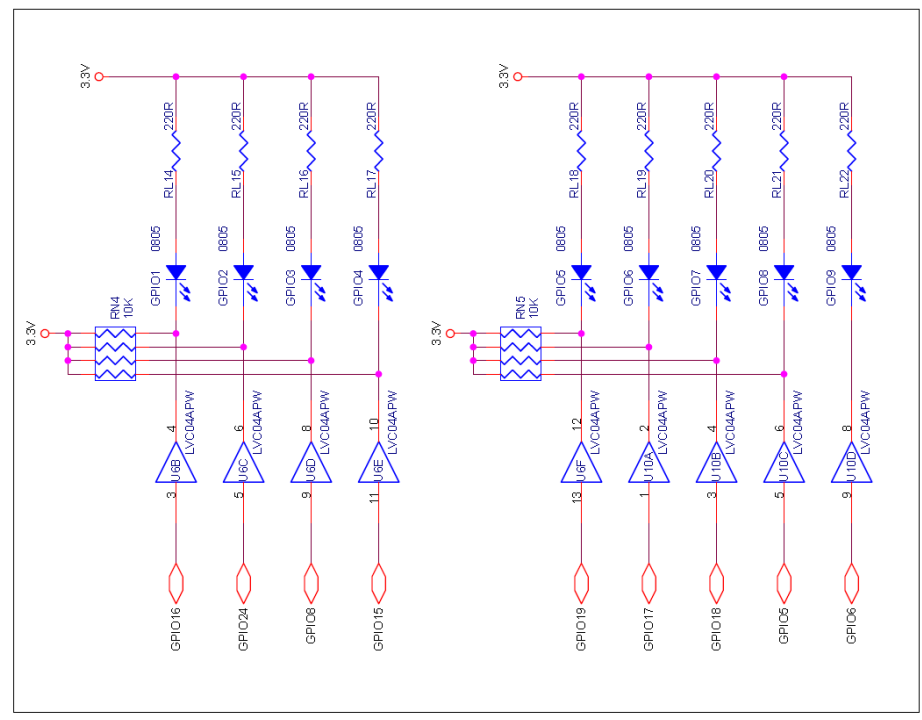 3.3V
220R
220R
220R
220R
RL14
RL15
RL16
RL17
0805
0805
0805
0805
GPIO1
GPIO2
GPIO3
GPIO4
RN4
10K
3.3V
4
6
8
10
LVC04APW
LVC04APW
LVC04APW
LVC04APW
U6B
U6C
U6D
U6E
3
5
9
11
GPIO16
GPIO24
GPIO8
GPIO15
3.3V
220R
220R
220R
220R
220R
RL18
RL19
RL20
RL21
RL22
0805
0805
0805
0805
0805
GPIO5
GPIO6
GPIO7
GPIO8
GPIO9
RN5
10K
3.3V
12
2
4
6
8
LVC04APW
LVC04APW
LVC04APW
LVC04APW
LVC04APW
U6F
U10A
U10B
U10C
U10D
13
1
3
5
9
GPIO19
GPIO17
GPIO18
GPIO5
GPIO6